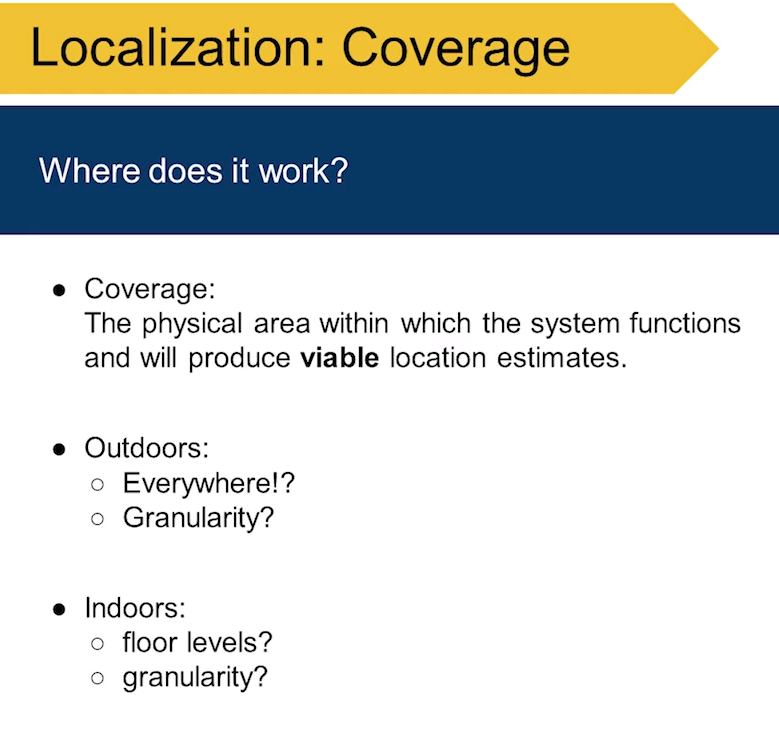 Localization: Coverage
Where does it work?
● Coverage:
The physical area within which the system functions
and will produce viable location estimates.
● Outdoors:
○ Everywhere!?
○ Granularity?
● Indoors:
○ floor levels?
○ granularity?